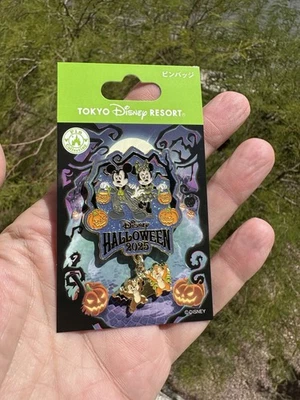 ピンバッジ
TOKYO Disney RESORT®
Disney
HALLOWEEN
2025
©DISNEY